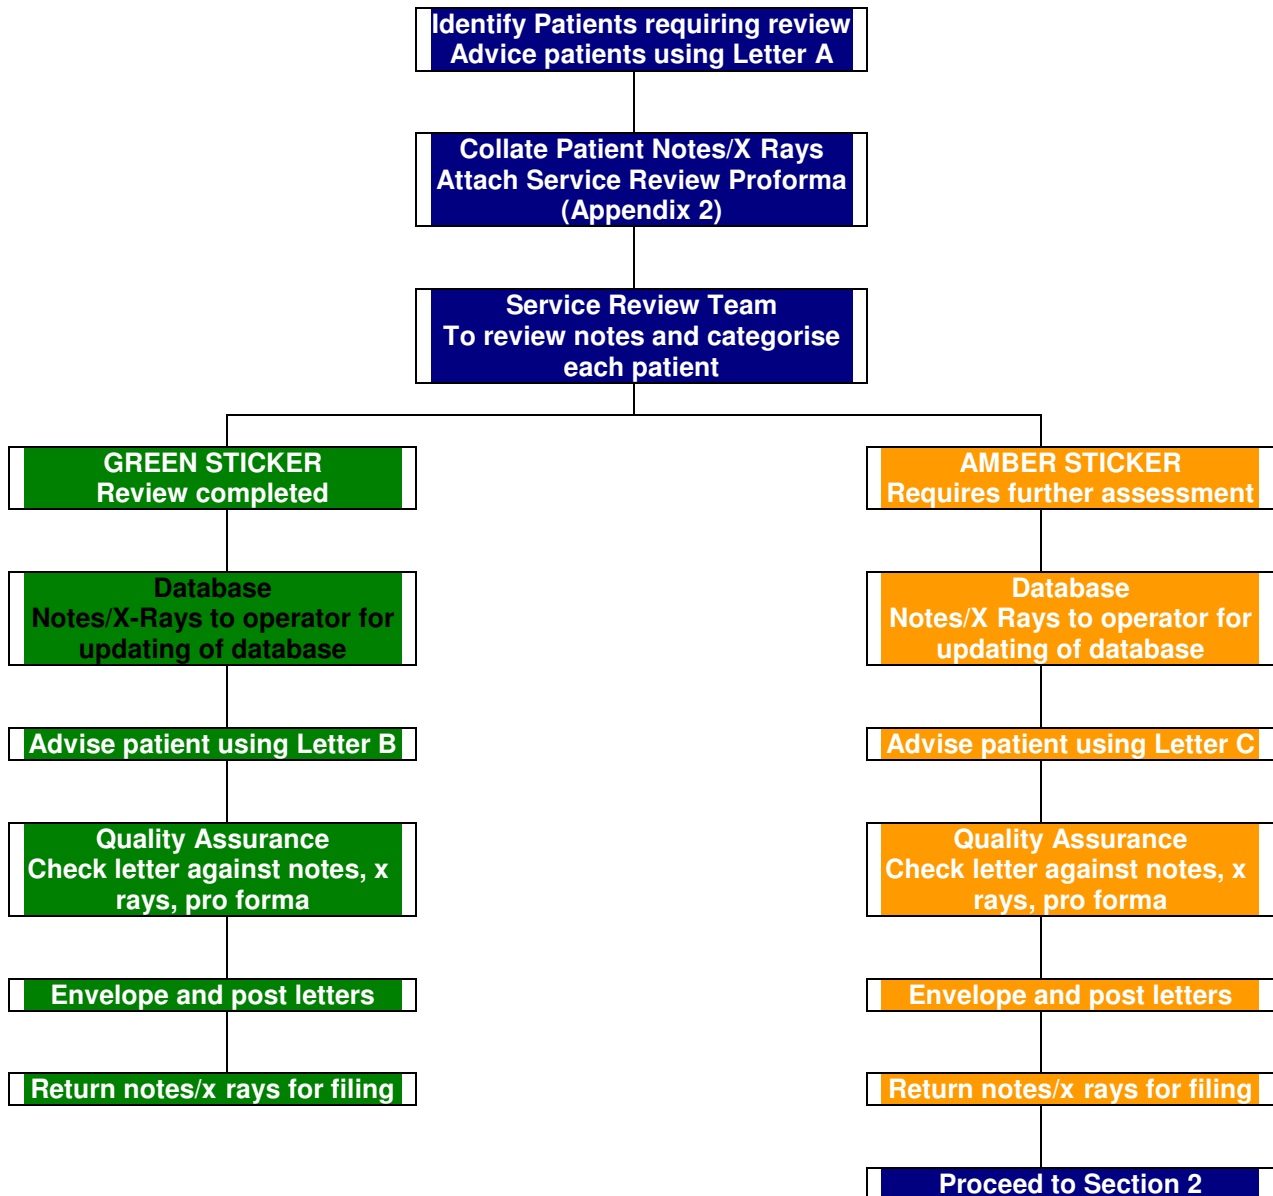 Identify Patients requiring review
Advice patients using Letter A
Collate Patient Notes/X Rays
Attach Service Review Proforma
(Appendix 2)
Service Review Team
To review notes and categorise
each patient
GREEN STICKER
Review completed
Database
Notes/X-Rays to operator for
updating of database
Advise patient using Letter B
Quality Assurance
Check letter against notes, x
rays, pro forma
Envelope and post letters
Return notes/x rays for filing
AMBER STICKER
Requires further assessment
Database
Notes/X Rays to operator for
updating of database
Advise patient using Letter C
Quality Assurance
Check letter against notes, x
rays, pro forma
Envelope and post letters
Return notes/x rays for filing
Proceed to Section 2